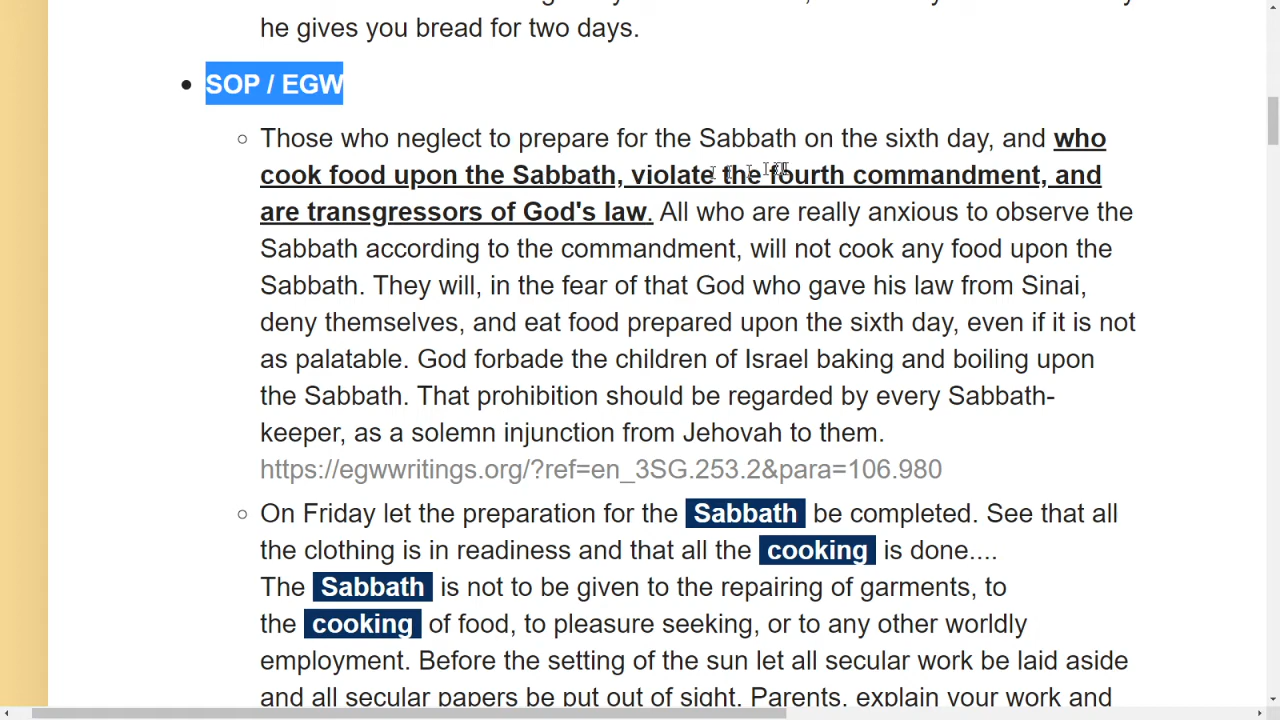 he gives you bread for two days.
SOP / EGW
Those who neglect to prepare for the Sabbath on the sixth day, and who
cook food upon the Sabbath, violate the fourth commandment, and
are transgressors of God's law. All who are really anxious to observe the
Sabbath according to the commandment, will not cook any food upon the
Sabbath. They will, in the fear of that God who gave his law from Sinai,
deny themselves, and eat food prepared upon the sixth day, even if it is not
as palatable. God forbade the children of Israel baking and boiling upon
the Sabbath. That prohibition should be regarded by every Sabbath-
keeper, as a solemn injunction from Jehovah to them.
https://egwwritings.org/?ref=en_3SG.253.2&para=106.980
On Friday let the preparation for the Sabbath be completed. See that all
the clothing is in readiness and that all the cooking is done....
The Sabbath is not to be given to the repairing of garments, to
the cooking of food, to pleasure seeking, or to any other worldly
employment. Before the setting of the sun let all secular work be laid aside
and all secular papers be put out of sight. Parents, explain your work and